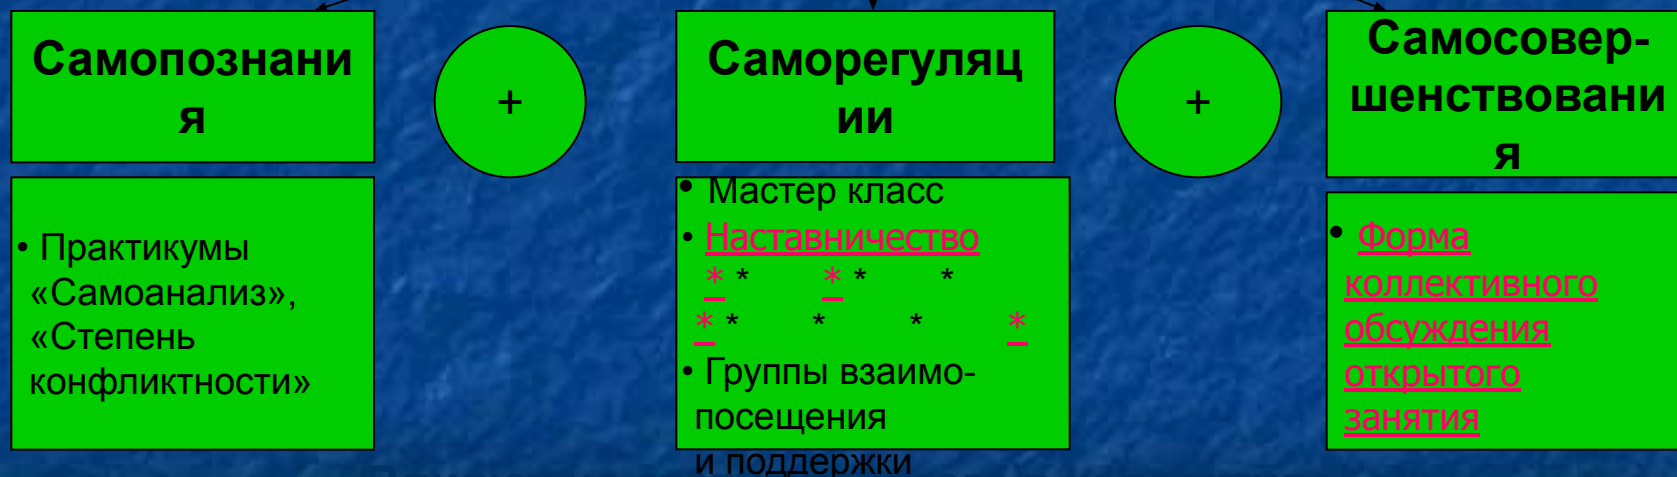 Самопознани
я
+
Саморегуляц
ии
+
Самосовер-
шенствовани
я
• Практикумы
«Самоанализ»,
«Степень
конфликтности»
• Мастер класс
• Наставничество
* * * * *
* * * * *
• Группы взаимо-
посещения
и поддержки
• Форма
коллективного
обсуждения
открытого
занятия